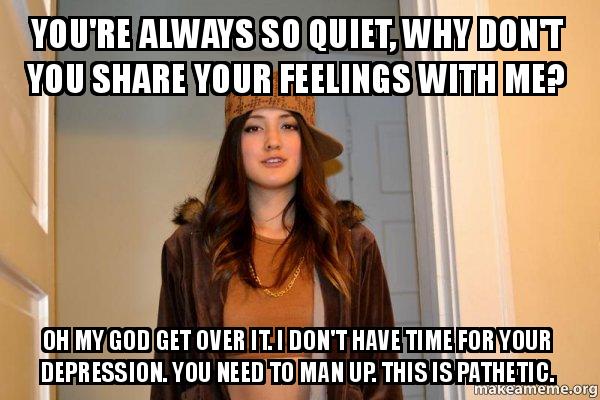 YOU'RE ALWAYS SO QUIET, WHY DON'T
YOU SHARE YOUR FEELINGS WITH ME?
OH MY GOD GET OVER IT. I DON'T HAVE TIME FOR YOUR
DEPRESSION. YOU NEED TO MAN UP. THIS IS PATHETIC.
makeameme.org